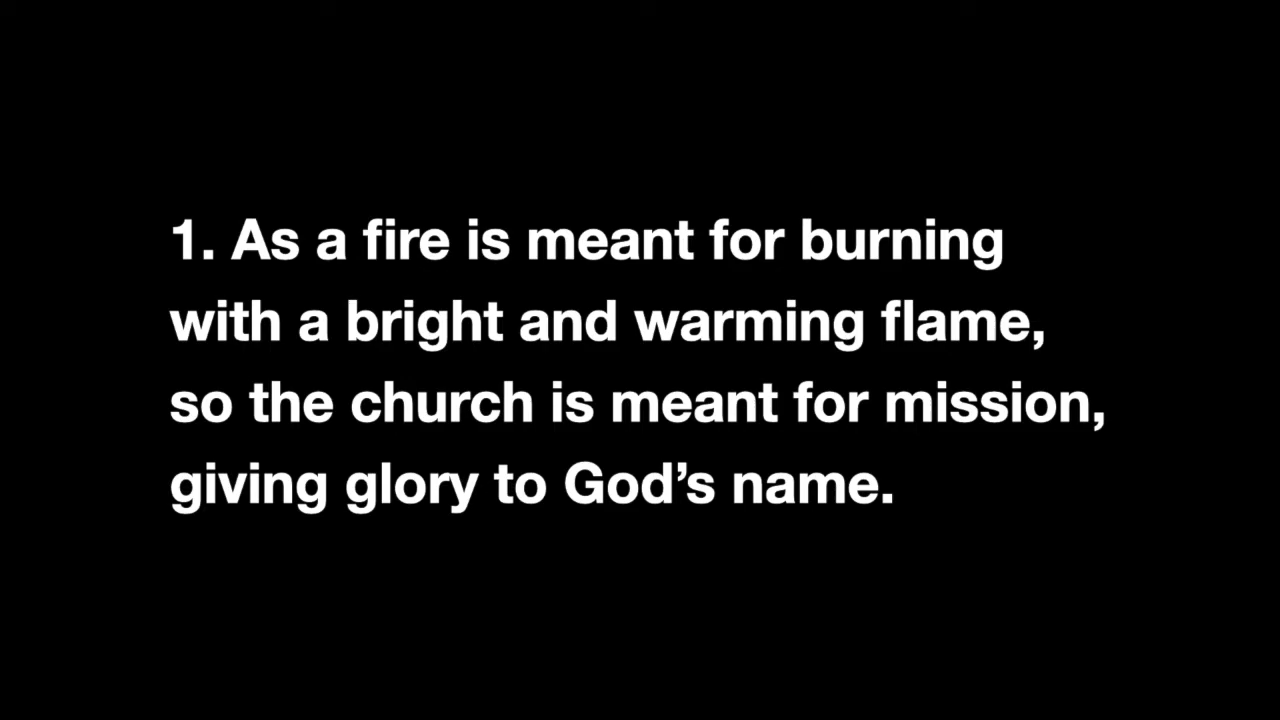 1. As a fire is meant for burning
with a bright and warming flame,
so the church is meant for mission,
giving glory to God’s name.